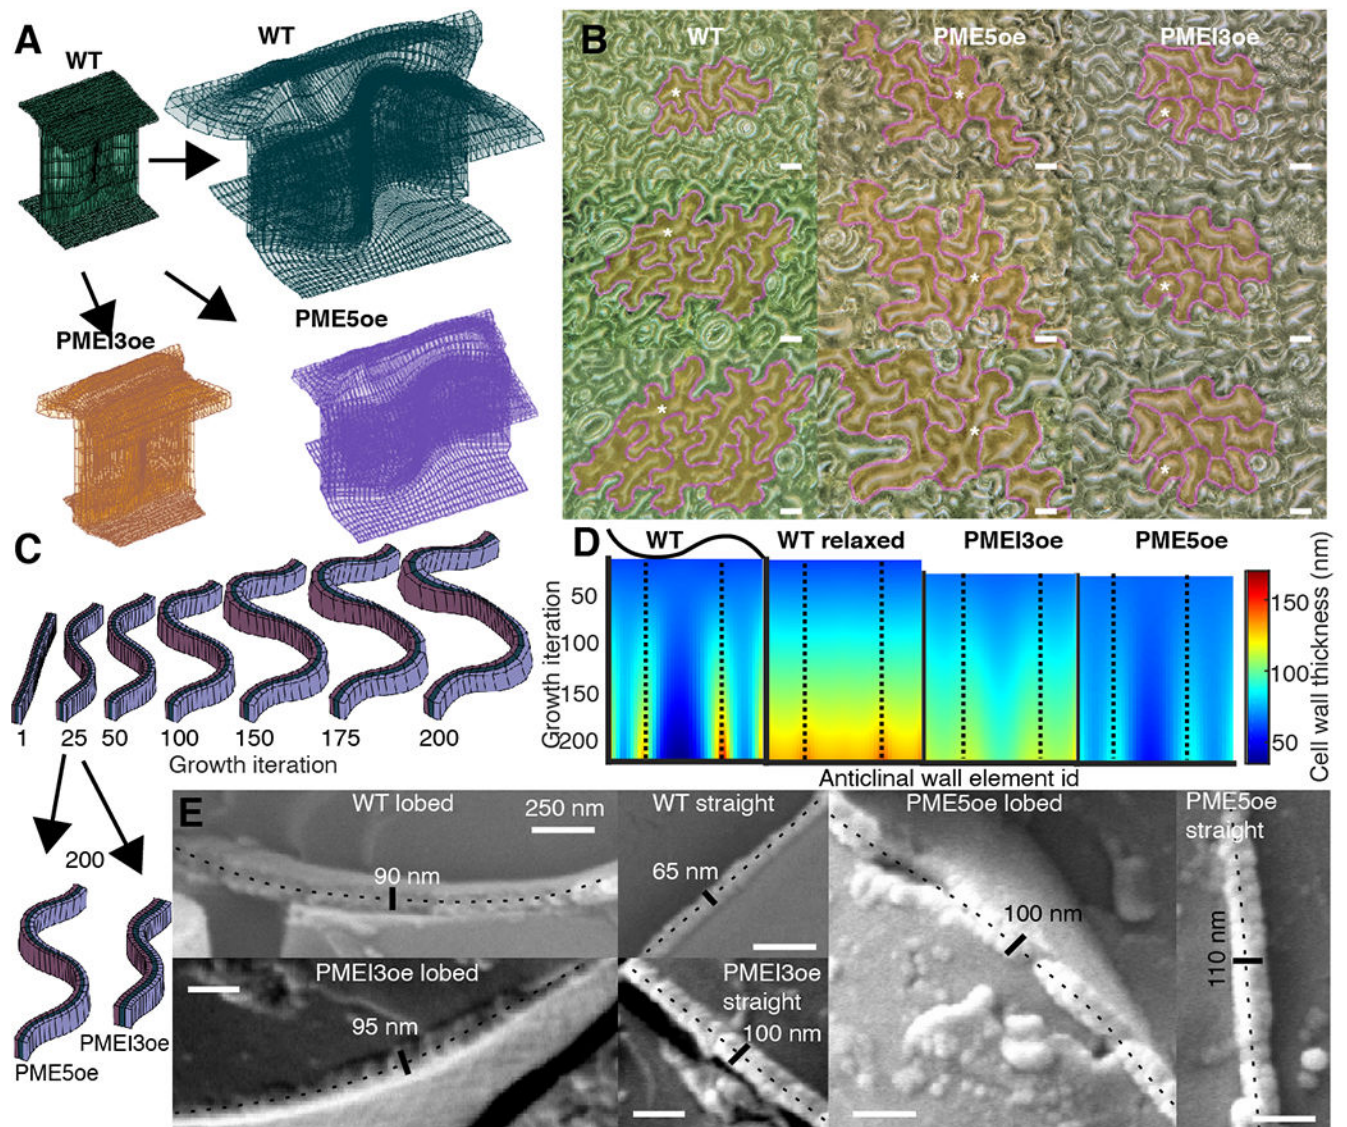 A
WT
WT
PMEI3oe
PME5oe
B
WT
PME5oe
PMEI3oe
*
*
*
*
*
*
*
*
*
C
1
25
50
100
150
175
200
Growth iteration
200
PME5oe
PMEI3oe
D
WT
WT relaxed
PMEI3oe
PME5oe
Growth iteration
50
100
150
200
Anticlinal wall element id
150
100
50
Cell wall thickness (nm)
E
WT lobed
250 nm
90 nm
WT straight
65 nm
PME5oe lobed
100 nm
PME5oe
straight
110 nm
PMEI3oe lobed
95 nm
PMEI3oe
straight
100 nm